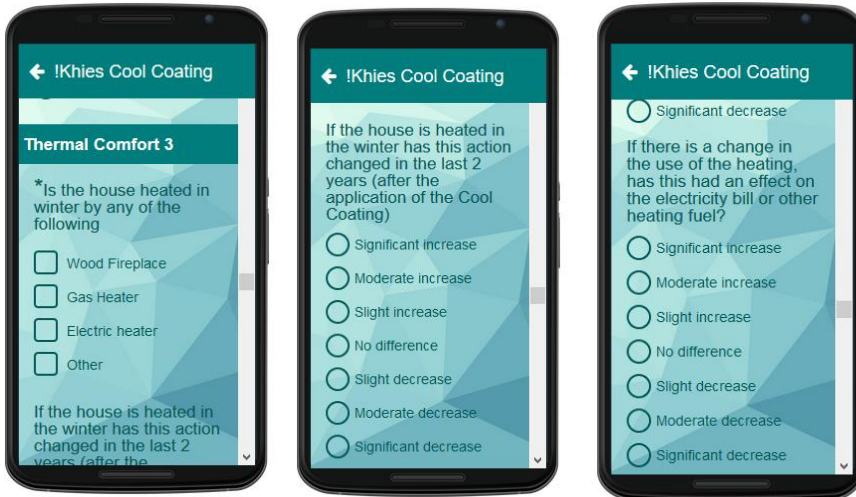 !Khies Cool Coating
Thermal Comfort 3
*Is the house heated in
winter by any of the
following
Wood Fireplace
Gas Heater
Electric heater
Other
If the house is heated in
the winter has this action
changed in the last 2
years (after the
!Khies Cool Coating
If the house is heated in
the winter has this action
changed in the last 2
years (after the
application of the Cool
Coating)
Significant increase
Moderate increase
Slight increase
No difference
Slight decrease
Moderate decrease
Significant decrease
!Khies Cool Coating
Significant decrease
If there is a change in
the use of the heating,
has this had an effect on
the electricity bill or other
heating fuel?
Significant increase
Moderate increase
Slight increase
No difference
Slight decrease
Moderate decrease
Significant decrease